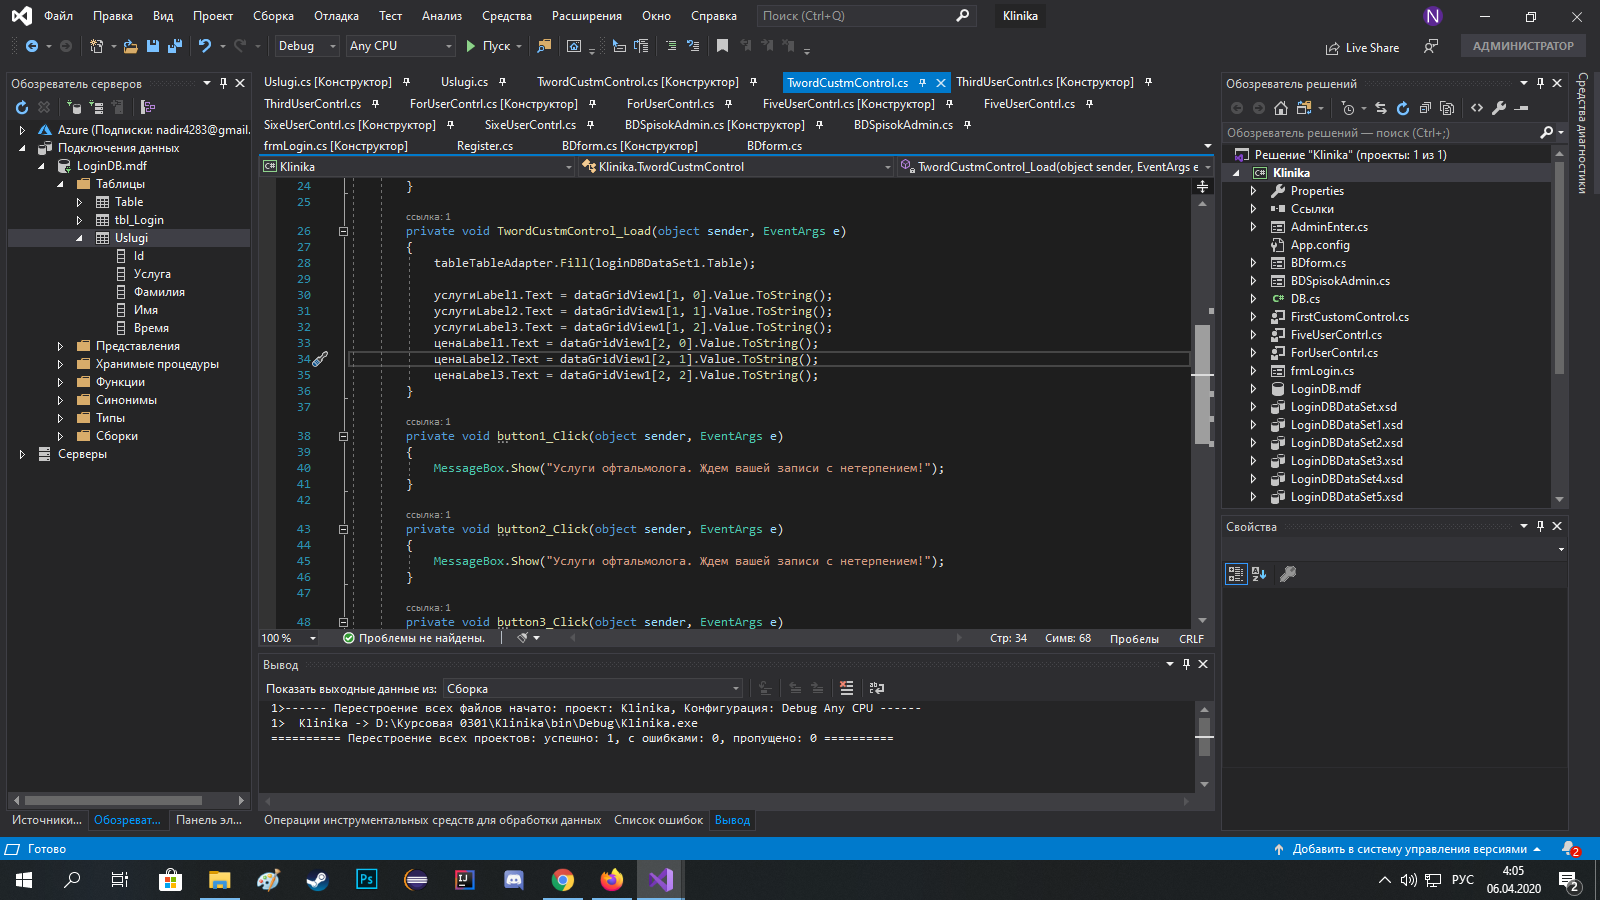 Файл Правка Вид Проект Сборка Отладка Тест Анализ Средства Расширения Окно Справка Поиск (Ctrl+Q) Klinika N
Debug Any CPU Пуск Live Share АДМИНИСТРАТОР
Обозреватель серверов
Azure (Подписки: nadir4283@gmail.
Подключения данных
LoginDB.mdf
Таблицы
Table
tbl_Login
Uslugi
Id
Услуга
Фамилия
Имя
Время
Представления
Хранимые процедуры
Функции
Синонимы
Типы
Сборки
Серверы
Источники... Обозреват... Панель эл...
Uslugi.cs [Конструктор] Uslugi.cs TwordCustmControl.cs [Конструктор] TwordCustmControl.cs ThirdUserContrl.cs [Конструктор]
ThirdUserContrl.cs ForUserContrl.cs [Конструктор] ForUserContrl.cs FiveUserContrl.cs [Конструктор] FiveUserContrl.cs
SixeUserContrl.cs [Конструктор] SixeUserContrl.cs BDSpisokAdmin.cs [Конструктор] BDSpisokAdmin.cs
frmLogin.cs [Конструктор] Register.cs BDform.cs [Конструктор] BDform.cs
C# Klinika Klinika.TwordCustmControl TwordCustmControl_Load(object sender, EventArgs e
24 }
25
ссылка: 1
26 private void TwordCustmControl_Load(object sender, EventArgs e)
27 {
28 tableTableAdapter.Fill(loginDBDataSet1.Table);
29
30 услугиLabel1.Text = dataGridView1[1, 0].Value.ToString();
31 услугиLabel2.Text = dataGridView1[1, 1].Value.ToString();
32 услугиLabel3.Text = dataGridView1[1, 2].Value.ToString();
33 ценаLabel1.Text = dataGridView1[2, 0].Value.ToString();
34 ценаLabel2.Text = dataGridView1[2, 1].Value.ToString();
35 ценаLabel3.Text = dataGridView1[2, 2].Value.ToString();
36 }
37
ссылка: 1
38 private void button1_Click(object sender, EventArgs e)
39 {
40 MessageBox.Show("Услуги офтальмолога. Ждем вашей записи с нетерпением!");
41 }
42
ссылка: 1
43 private void button2_Click(object sender, EventArgs e)
44 {
45 MessageBox.Show("Услуги офтальмолога. Ждем вашей записи с нетерпением!");
46 }
47
ссылка: 1
48 private void button3_Click(object sender, EventArgs e)
100 % Проблемы не найдены. Стр: 34 Симв: 68 Пробелы CRLF
Вывод
Показать выходные данные из: Сборка
1>------ Перестроение всех файлов начато: проект: Klinika, Конфигурация: Debug Any CPU ------
1> Klinika -> D:\Курсовая 0301\Klinika\bin\Debug\Klinika.exe
========== Перестроение всех проектов: успешно: 1, с ошибками: 0, пропущено: 0 ==========
Операции инструментальных средств для обработки данных Список ошибок Вывод
Обозреватель решений
Обозреватель решений — поиск (Ctrl+;)
Решение "Klinika" (проекты: 1 из 1)
C# Klinika
Properties
Ссылки
AdminEnter.cs
App.config
BDform.cs
BDSpisokAdmin.cs
C# DB.cs
FirstCustomControl.cs
FiveUserContrl.cs
ForUserContrl.cs
frmLogin.cs
LoginDB.mdf
LoginDBDataSet.xsd
LoginDBDataSet1.xsd
LoginDBDataSet2.xsd
LoginDBDataSet3.xsd
LoginDBDataSet4.xsd
LoginDBDataSet5.xsd
Свойства
Средства диагностики
Готово Добавить в систему управления версиями 2
Ps IJ РУС 4:05
06.04.2020 2